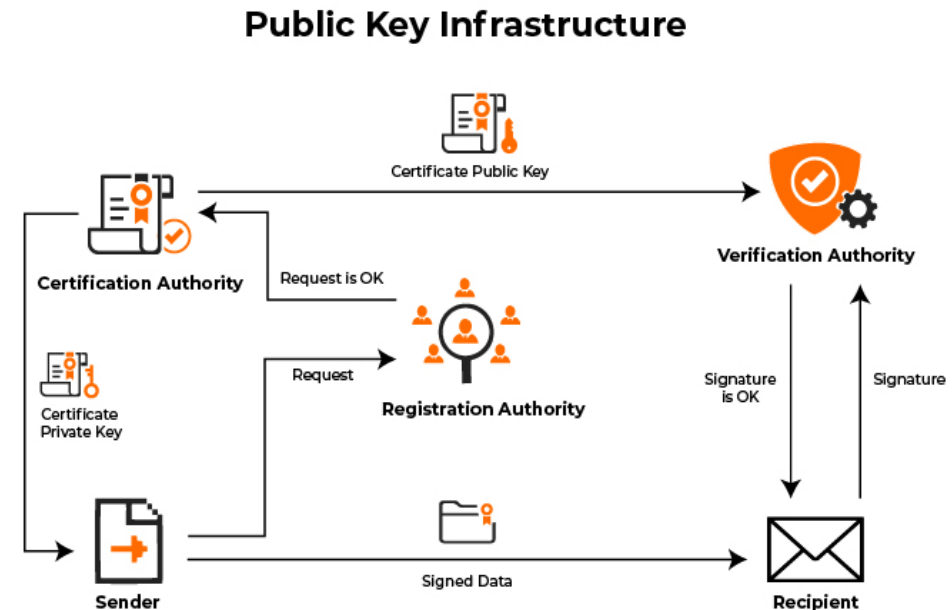 Public Key Infrastructure
Certificate Public Key
Certification Authority
Verification Authority
Request is OK
Request
Registration Authority
Signature
is OK
Signature
Certificate
Private Key
Signed Data
Sender
Recipient